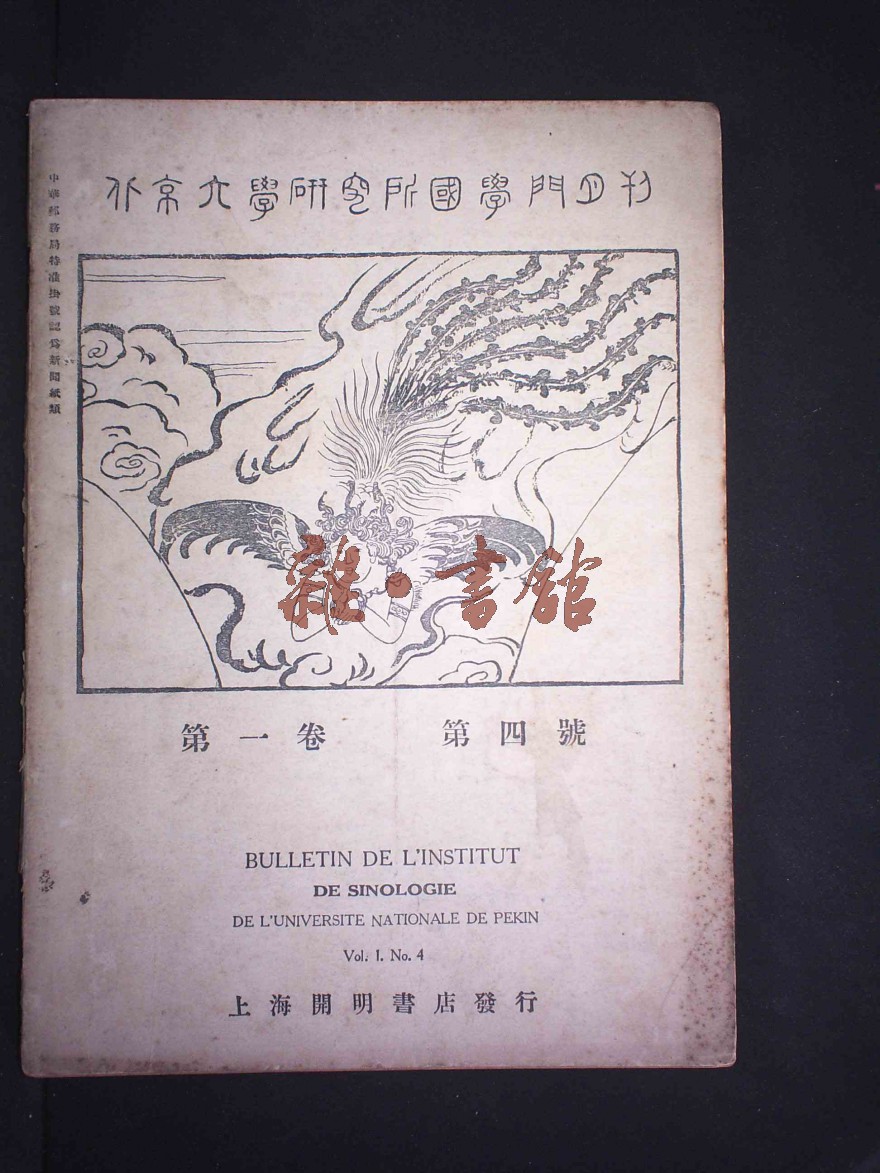 北京大學研究所國學門月刊
中華郵務局特准掛號認爲新聞紙類
雜·書館
第一卷 第四號
BULLETIN DE L'INSTITUT
DE SINOLOGIE
DE L'UNIVERSITE NATIONALE DE PEKIN
Vol. I. No. 4
上海開明書店發行